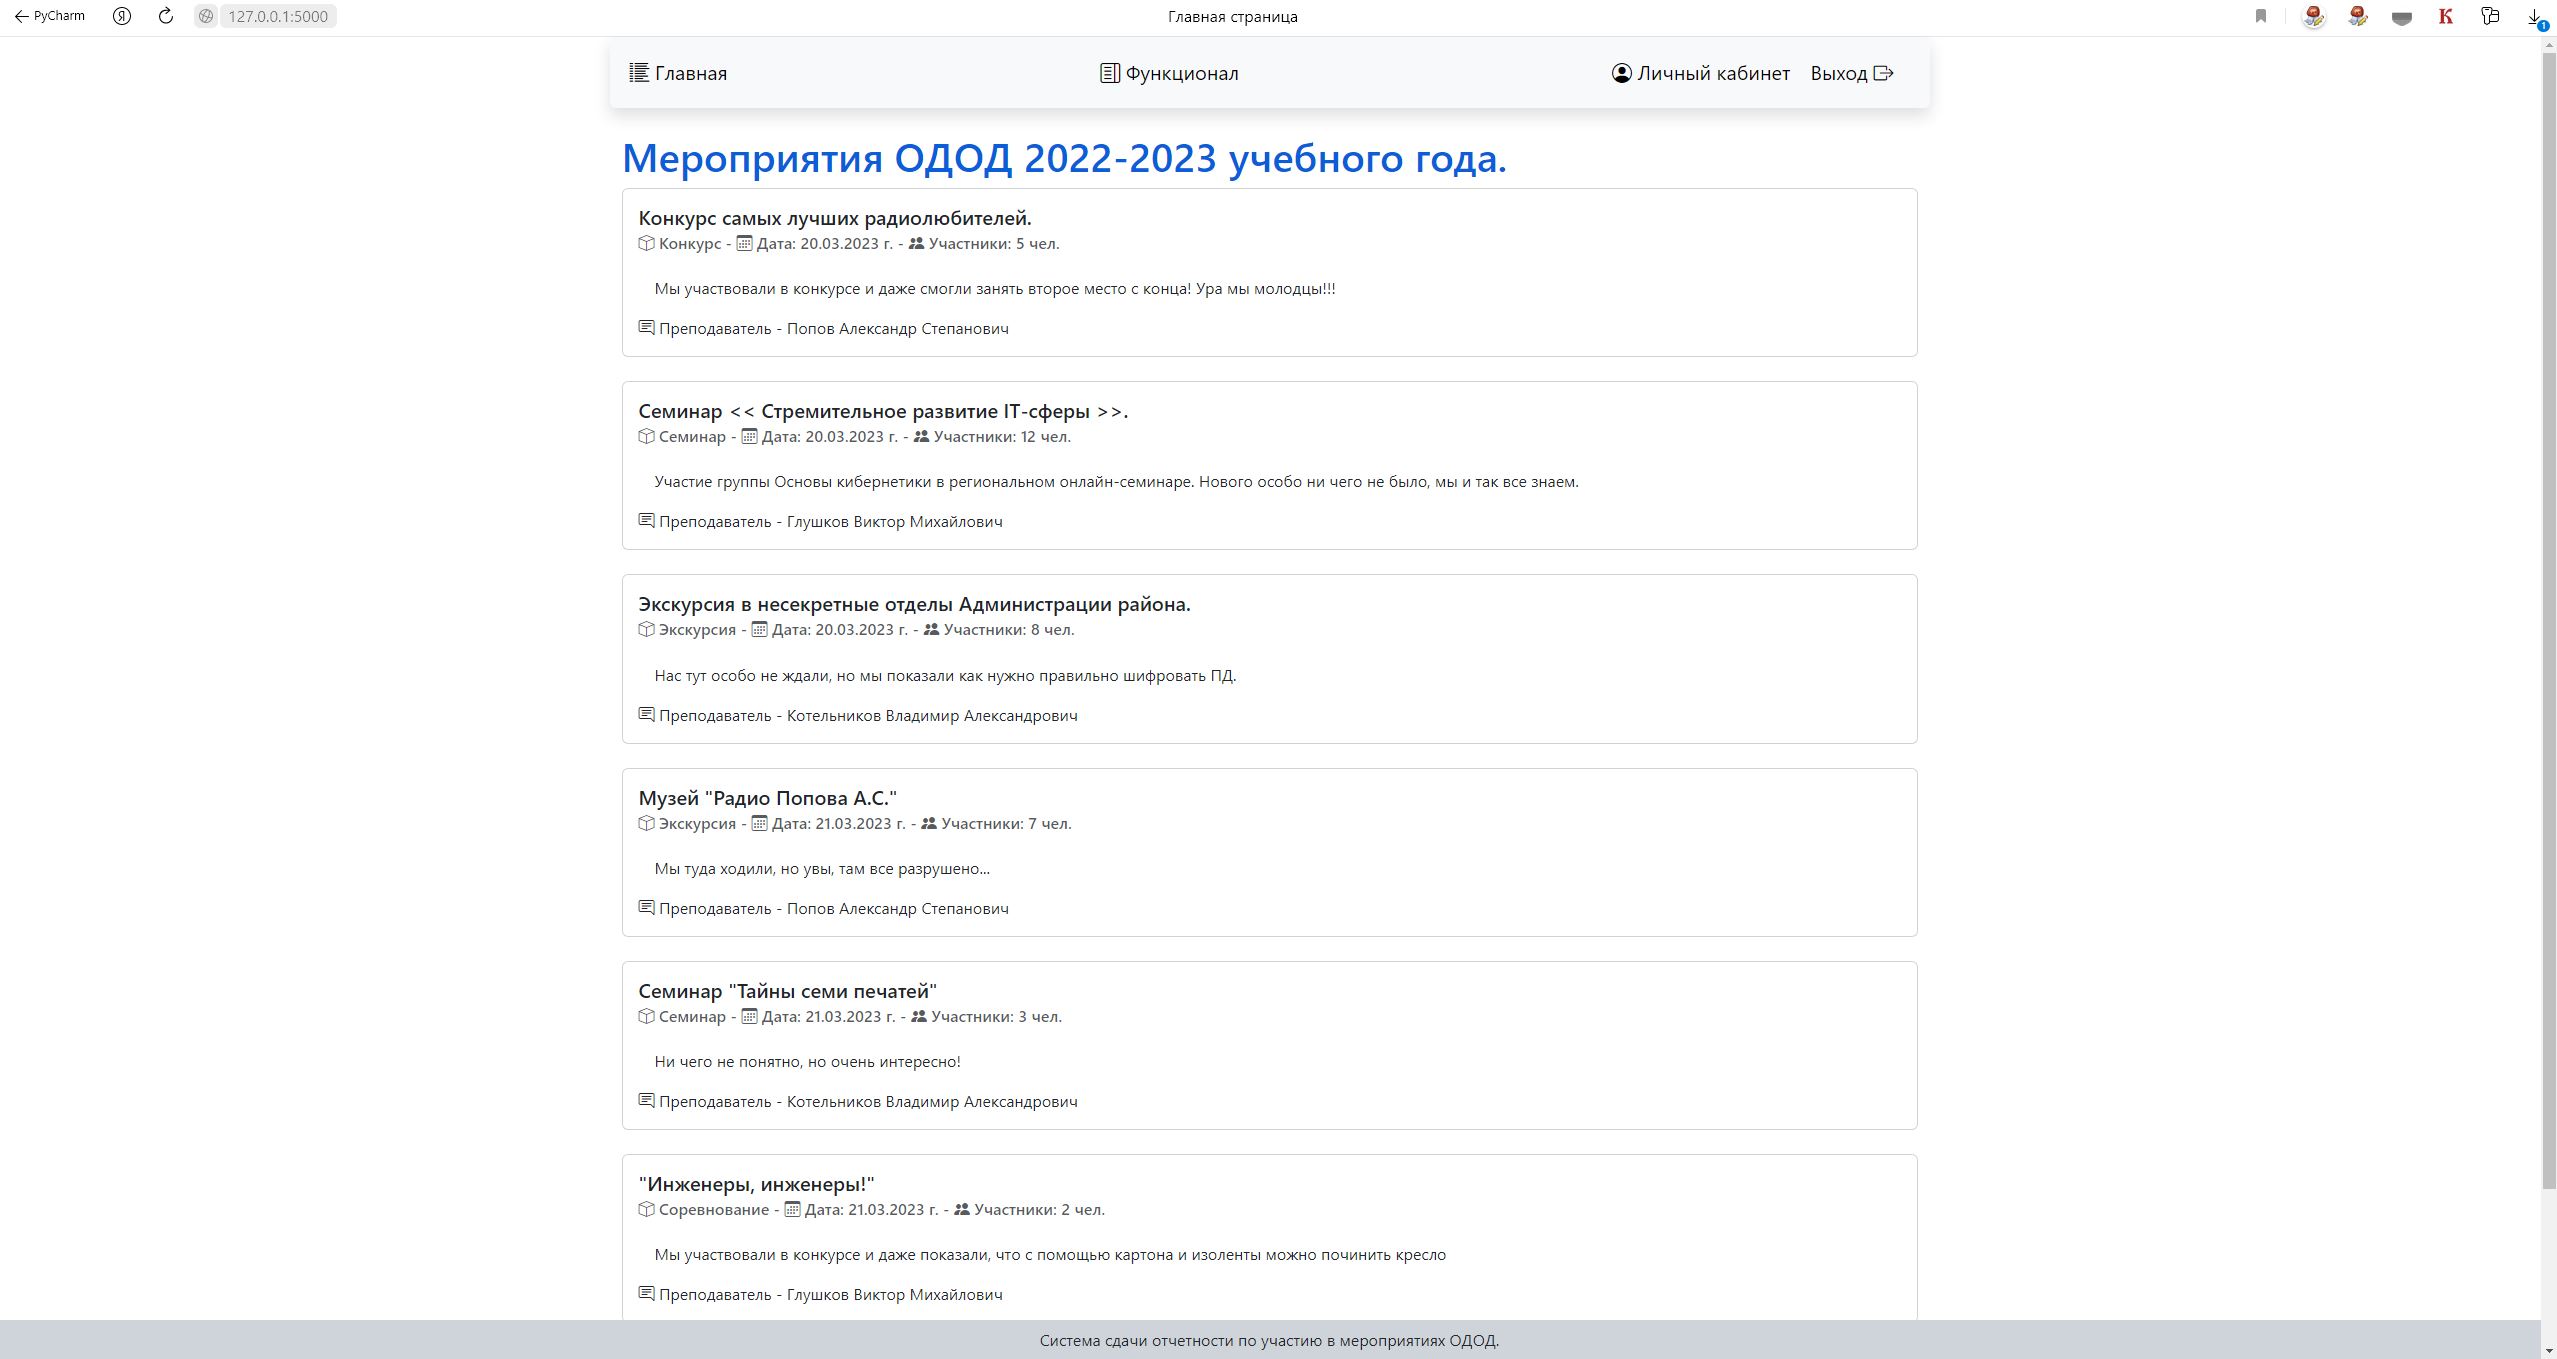 PyCharm
127.0.0.1:5000
Главная страница
Главная
Функционал
Личный кабинет
Выход
Мероприятия ОДОД 2022-2023 учебного года.
Конкурс самых лучших радиолюбителей.
Конкурс - Дата: 20.03.2023 г. - Участники: 5 чел.
Мы участвовали в конкурсе и даже смогли занять второе место с конца! Ура мы молодцы!!!
Преподаватель - Попов Александр Степанович
Семинар << Стремительное развитие IT-сферы >>.
Семинар - Дата: 20.03.2023 г. - Участники: 12 чел.
Участие группы Основы кибернетики в региональном онлайн-семинаре. Нового особо ни чего не было, мы и так все знаем.
Преподаватель - Глушков Виктор Михайлович
Экскурсия в несекретные отделы Администрации района.
Экскурсия - Дата: 20.03.2023 г. - Участники: 8 чел.
Нас тут особо не ждали, но мы показали как нужно правильно шифровать ПД.
Преподаватель - Котельников Владимир Александрович
Музей "Радио Попова А.С."
Экскурсия - Дата: 21.03.2023 г. - Участники: 7 чел.
Мы туда ходили, но увы, там все разрушено...
Преподаватель - Попов Александр Степанович
Семинар "Тайны семи печатей"
Семинар - Дата: 21.03.2023 г. - Участники: 3 чел.
Ни чего не понятно, но очень интересно!
Преподаватель - Котельников Владимир Александрович
"Инженеры, инженеры!"
Соревнование - Дата: 21.03.2023 г. - Участники: 2 чел.
Мы участвовали в конкурсе и даже показали, что с помощью картона и изоленты можно починить кресло
Преподаватель - Глушков Виктор Михайлович
Система сдачи отчетности по участию в мероприятиях ОДОД.